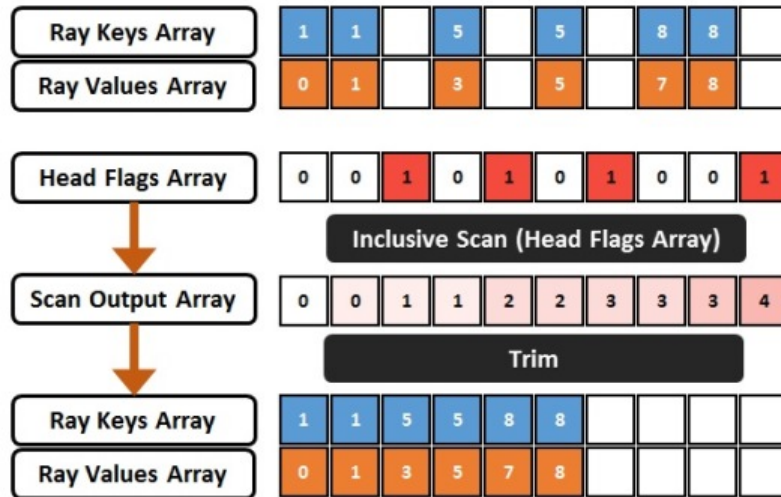 Ray Keys Array 1 1 5 5 8 8
Ray Values Array 0 1 3 5 7 8
Head Flags Array 0 0 1 0 1 0 1 0 0 1
Inclusive Scan (Head Flags Array)
Scan Output Array 0 0 1 1 2 2 3 3 3 4
Trim
Ray Keys Array 1 1 5 5 8 8
Ray Values Array 0 1 3 5 7 8